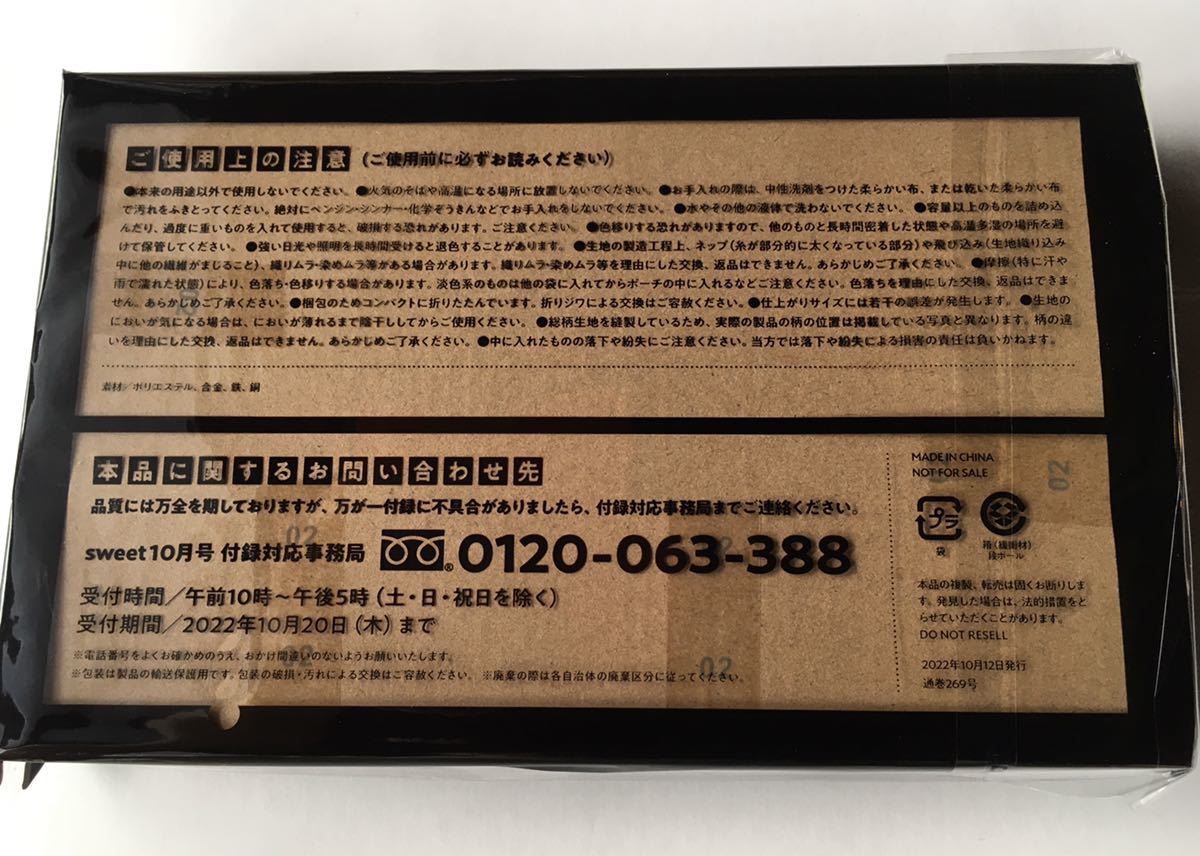 ご使用上の注意（ご使用前に必ずお読みください）
●本来の用途以外で使用しないでください。●火気のそばや高温になる場所に放置しないでください。●お手入れの際は、中性洗剤をつけた柔らかい布、または乾いた柔らかい布
で汚れをふきとってください。絶対にベンジン・シンナー・化学ぞうきんなどでお手入れをしないでください。●水やその他の液体で洗わないでください。●容量以上のものを詰め込
んだり、過度に重いものを入れて使用すると、破損する恐れがあります。ご注意ください。●色移りする恐れがありますので、他のものと長時間密着した状態や高温多湿の場所を避
けて保管してください。●強い日光や照明を長時間受けると退色することがあります。●生地の製造工程上、ネップ（糸が部分的に太くなっている部分）や飛び込み（生地織り込み
中に他の繊維がまじること）、織りムラ・染めムラ等がある場合があります。織りムラ・染めムラ等を理由にした交換、返品はできません。あらかじめご了承ください。●摩擦（特に汗や
雨で濡れた状態）により、色落ち・色移りする場合があります。淡色系のものは他の袋に入れてからポーチの中に入れるなどご注意ください。色落ちを理由にした交換、返品はできま
せん。あらかじめご了承ください。●梱包のためコンパクトに折りたたんでいます。折りジワによる交換はご容赦ください。●仕上がりサイズには若干の誤差が発生します。●生地の
においが気になる場合は、においが薄れるまで陰干ししてからご使用ください。●総柄生地を縫製しているため、実際の製品の柄の位置は掲載している写真と異なります。柄の違
いを理由にした交換、返品はできません。あらかじめご了承ください。●中に入れたものの落下や紛失にご注意ください。当方では落下や紛失による損害の責任は負いかねます。
素材／ポリエステル、合金、鉄、銅
本品に関するお問い合わせ先
品質には万全を期しておりますが、万が一付録に不具合がありましたら、付録対応事務局までご連絡ください。
sweet10月号 付録対応事務局 0120-063-388
受付時間／午前10時～午後5時（土・日・祝日を除く）
受付期間／2022年10月20日（木）まで
※電話番号をよくお確かめのうえ、おかけ間違いのないようお願いいたします。
※包装は製品の輸送保護用です。包装の破損・汚れによる交換はご容赦ください。 ※廃棄の際は各自治体の廃棄区分に従ってください。
MADE IN CHINA
NOT FOR SALE
プラ
袋
箱（緩衝材）
段ボール
本品の複製、転売は固くお断りしま
す。発見した場合は、法的措置をと
らせていただくことがあります。
DO NOT RESELL
2022年10月12日発行
通巻269号
02
02
02
02